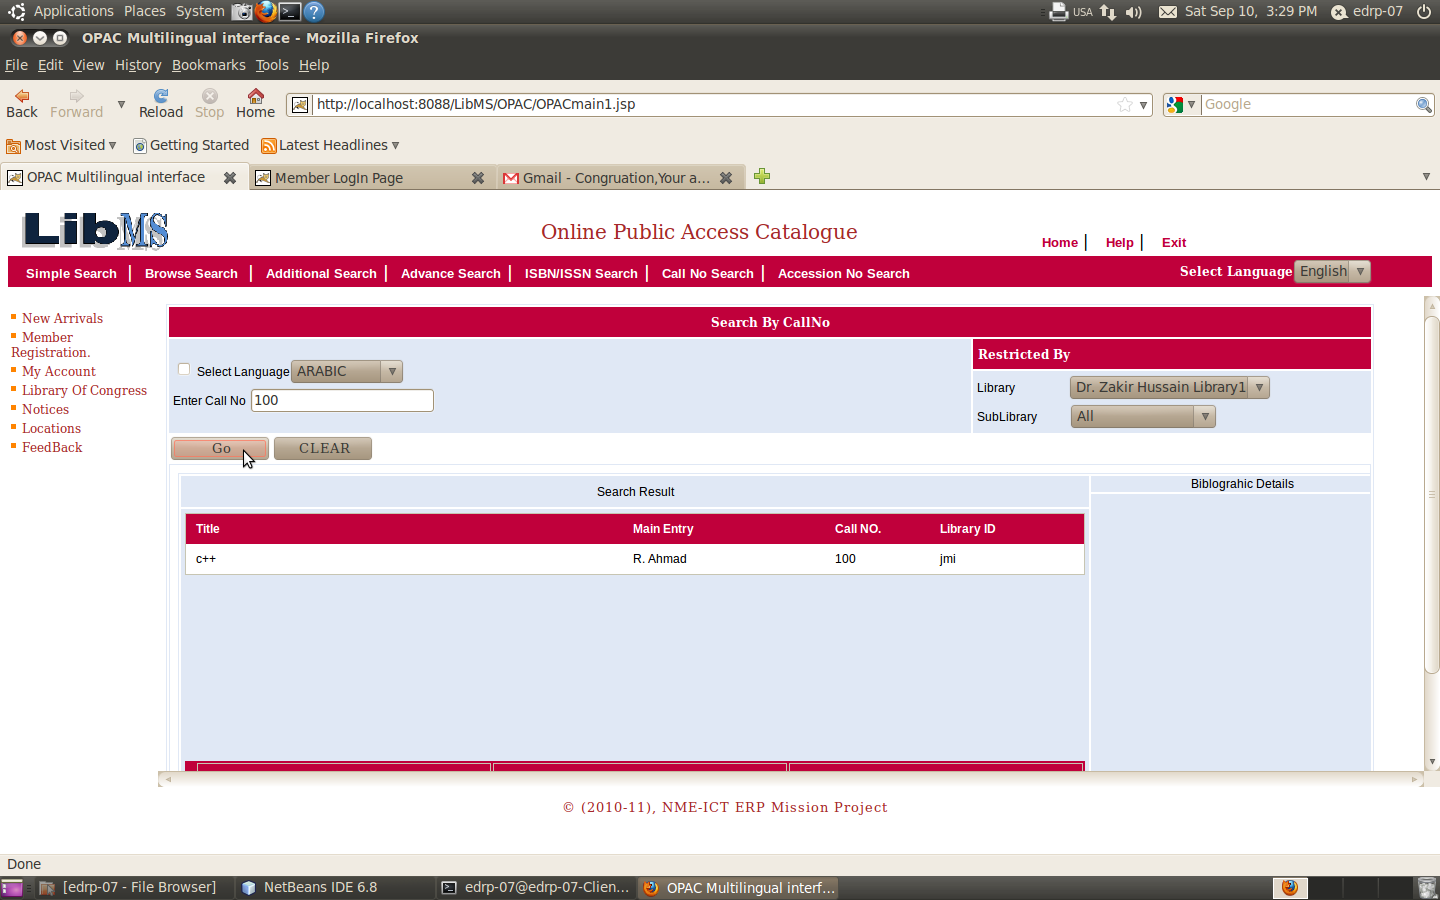 Applications Places System USA Sat Sep 10, 3:29 PM edrp-07
OPAC Multilingual interface - Mozilla Firefox
File Edit View History Bookmarks Tools Help
Back Forward Reload Stop Home http://localhost:8088/LibMS/OPAC/OPACmain1.jsp Google
Most Visited Getting Started Latest Headlines
OPAC Multilingual interface Member LogIn Page Gmail - Congruation,Your a...
LibMS
Online Public Access Catalogue
Home Help Exit
Simple Search Browse Search Additional Search Advance Search ISBN/ISSN Search Call No Search Accession No Search Select Language English
New Arrivals
Member
Registration.
My Account
Library Of Congress
Notices
Locations
FeedBack
Search By CallNo
Select Language ARABIC
Enter Call No 100
Restricted By
Library Dr. Zakir Hussain Library1
SubLibrary All
Go CLEAR
Search Result
Title Main Entry Call NO. Library ID
c++ R. Ahmad 100 jmi
Biblograhic Details
© (2010-11), NME-ICT ERP Mission Project
Done
[edrp-07 - File Browser] NetBeans IDE 6.8 edrp-07@edrp-07-Clien... OPAC Multilingual interf...